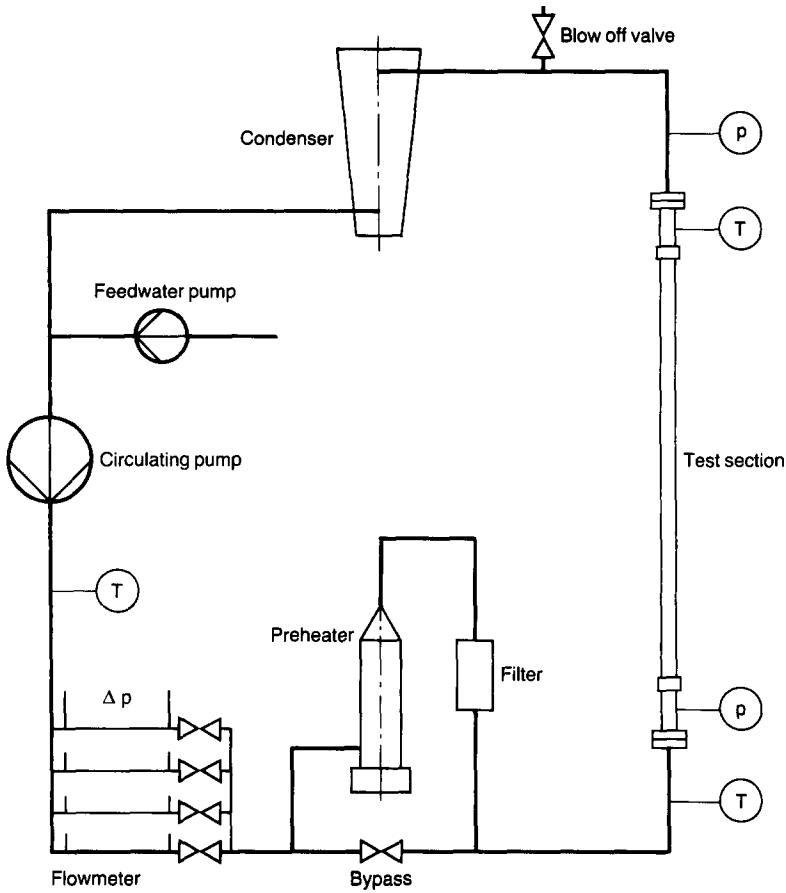 Blow off valve
p
Condenser
T
Feedwater pump
Circulating pump
Test section
T
Preheater
Filter
Δ p
p
T
Flowmeter
Bypass